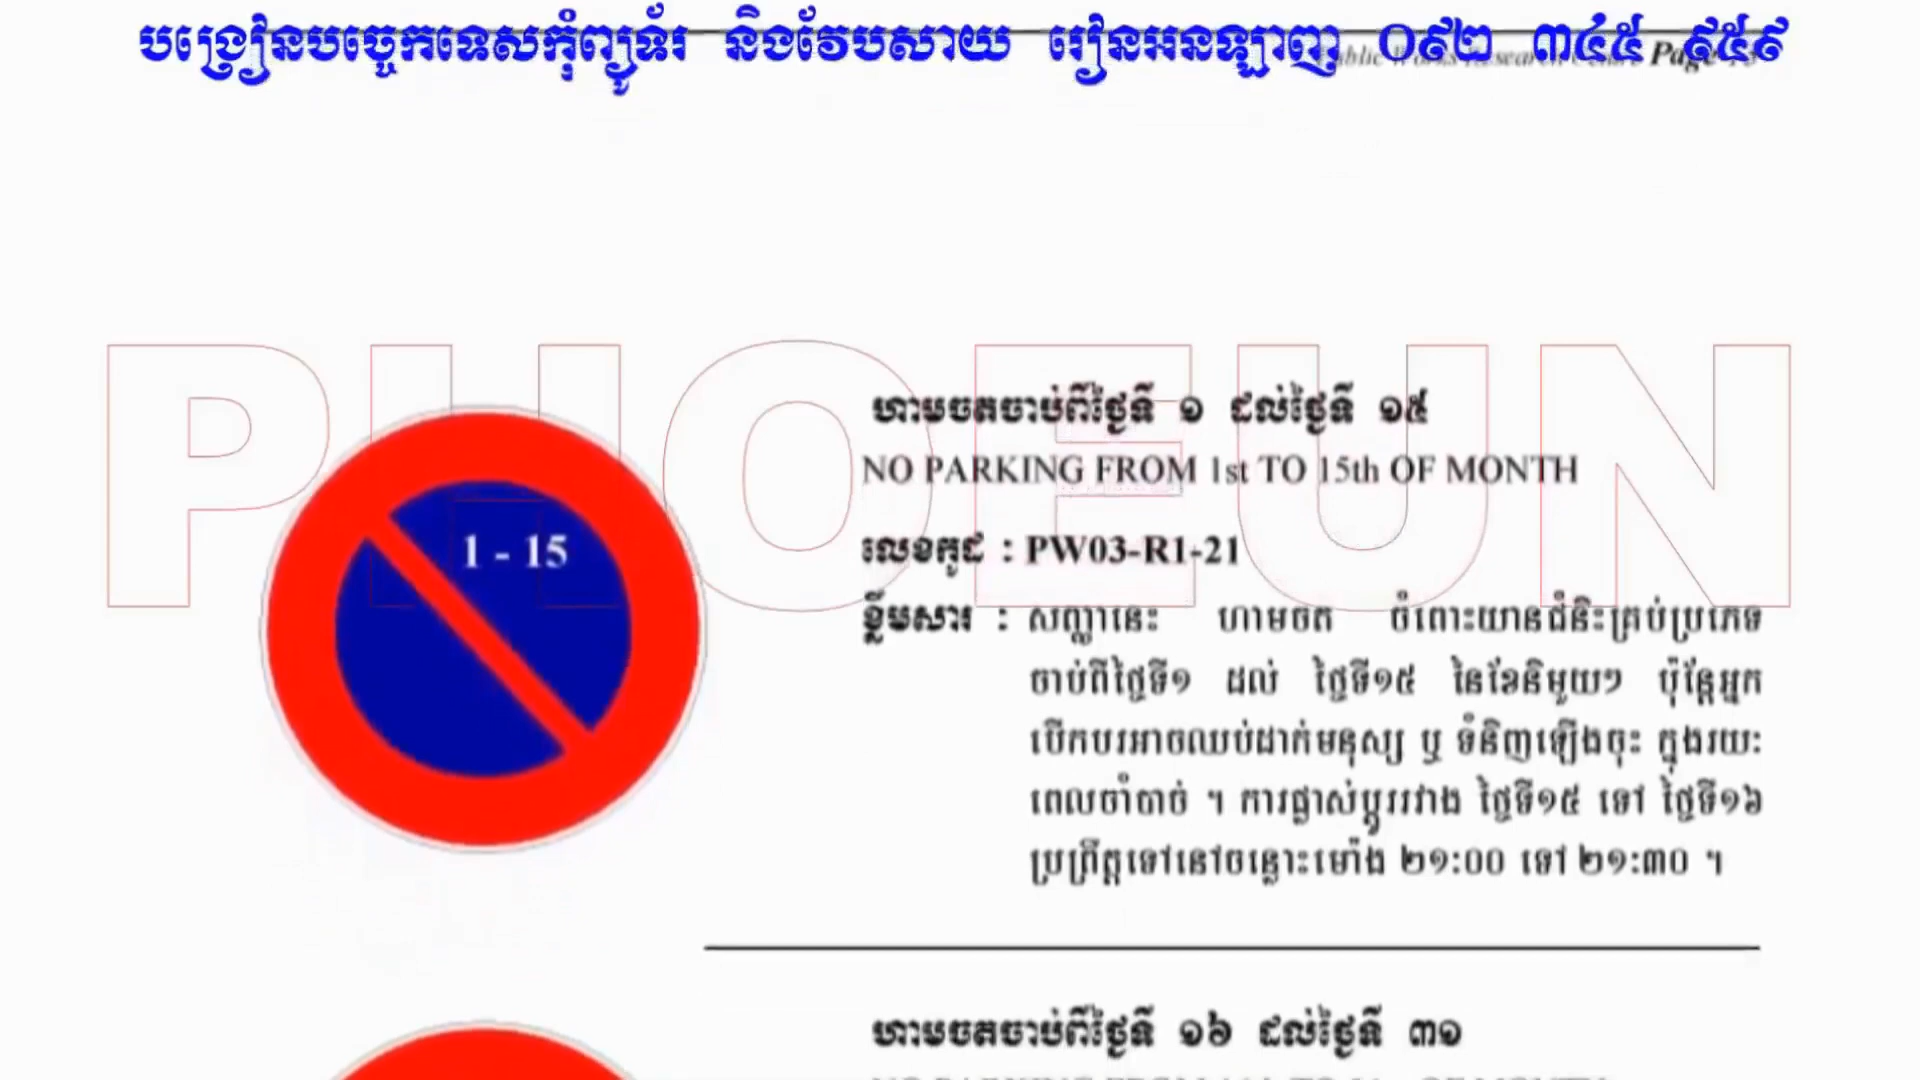 បង្រៀនបច្ចេកទេសកុំព្យូទ័រ និងវែបសាយ រៀនអនឡាញ ០៩២ ៣៤៥ ៩៥៩
Public Works Research Centre Page
PHOEUN
ហាមចតចាប់ពីថ្ងៃទី ១ ដល់ថ្ងៃទី ១៥
NO PARKING FROM 1st TO 15th OF MONTH
1 - 15
លេខកូដ : PW03-R1-21
ខ្លឹមសារ : សញ្ញានេះ ហាមចត ចំពោះយានជំនិះគ្រប់ប្រភេទ
ចាប់ពីថ្ងៃទី១ ដល់ ថ្ងៃទី១៥ នៃខែនិមួយៗ ប៉ុន្តែអ្នក
បើកបរអាចឈប់ដាក់មនុស្ស ឬ ទំនិញឡើងចុះ ក្នុងរយៈ
ពេលចាំបាច់ ។ ការផ្លាស់ប្តូររវាង ថ្ងៃទី១៥ ទៅ ថ្ងៃទី១៦
ប្រព្រឹត្តទៅនៅចន្លោះម៉ោង ២១:០០ ទៅ ២១:៣០ ។
ហាមចតចាប់ពីថ្ងៃទី ១៦ ដល់ថ្ងៃទី ៣១